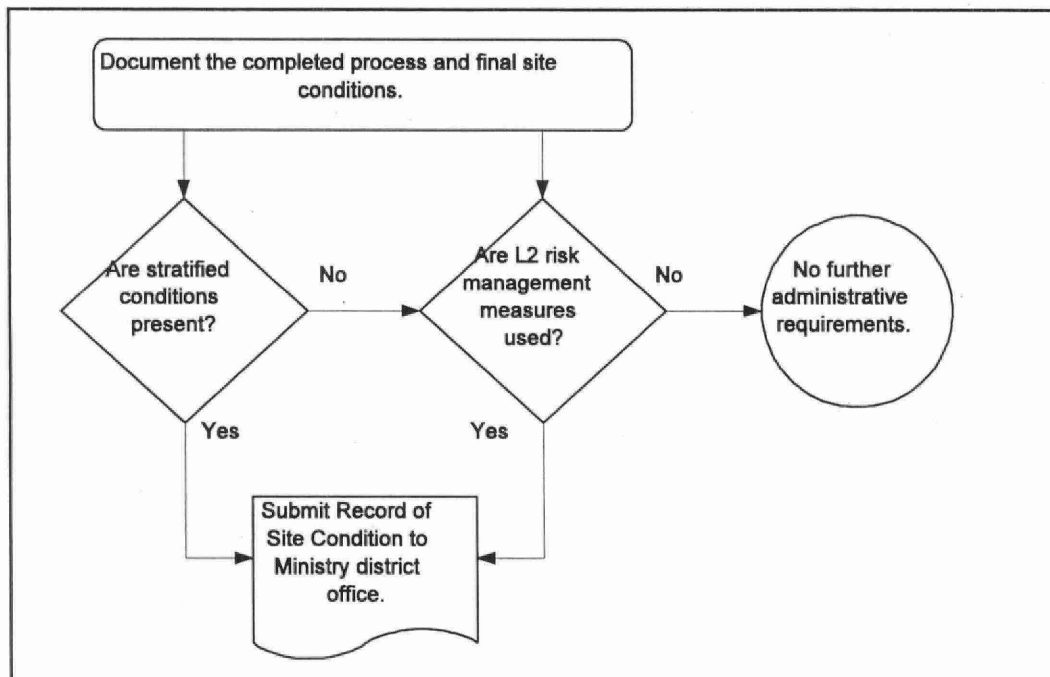 Document the completed process and final site
conditions.
Are stratified
conditions
present?
No
Are L2 risk
management
measures
used?
No
No further
administrative
requirements.
Yes
Yes
Submit Record of
Site Condition to
Ministry district
office.